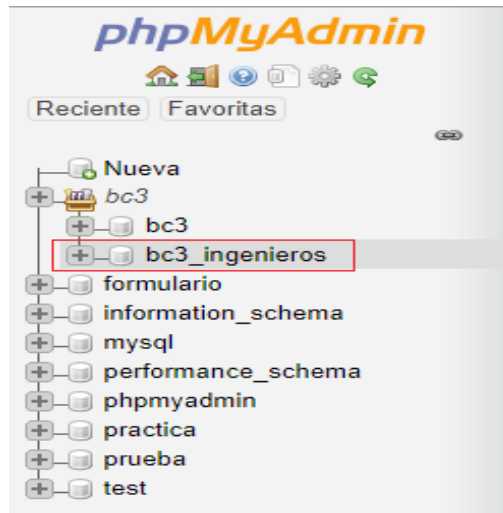 phpMyAdmin
Reciente Favoritas
Nueva
bc3
bc3
bc3_ingenieros
formulario
information_schema
mysql
performance_schema
phpmyadmin
practica
prueba
test